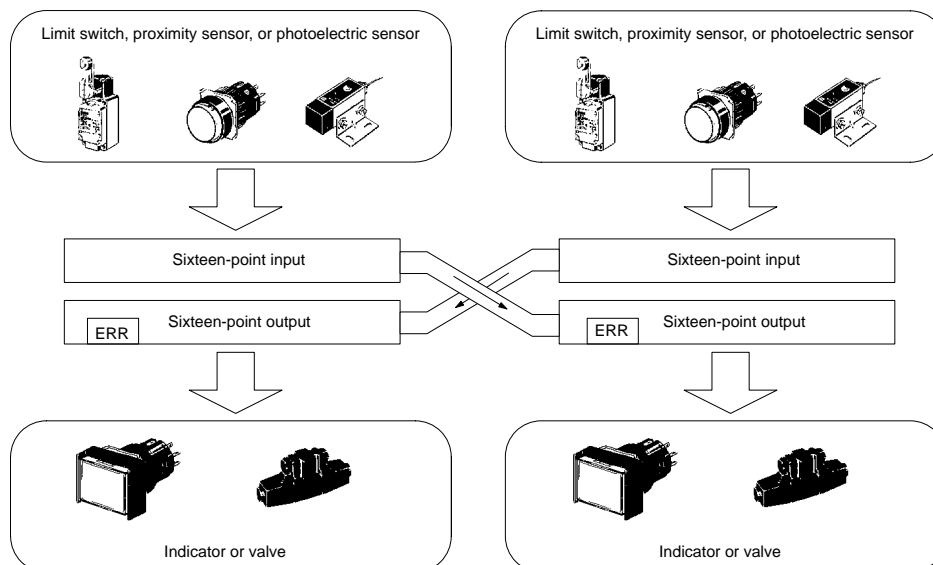 Limit switch, proximity sensor, or photoelectric sensor
Limit switch, proximity sensor, or photoelectric sensor
Sixteen-point input
Sixteen-point input
Sixteen-point output
ERR
Sixteen-point output
ERR
Indicator or valve
Indicator or valve